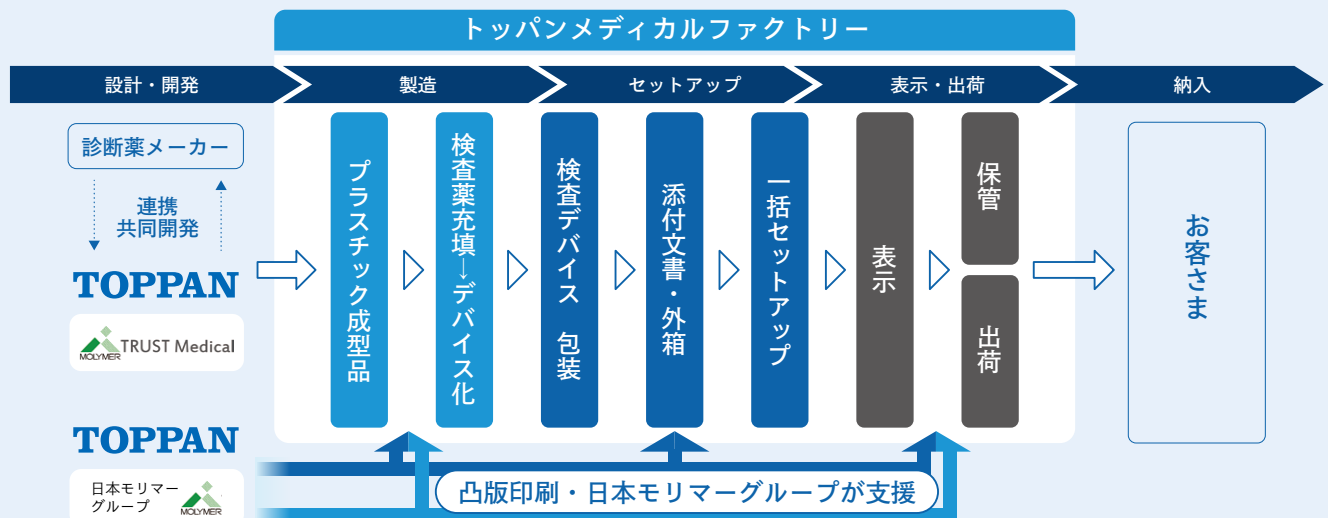 トッパンメディカルファクトリー
設計・開発
製造
セットアップ
表示・出荷
納入
診断薬メーカー
連携
共同開発
TOPPAN
MOLYMER
TRUST Medical
プラスチック成型品
検査薬充填→デバイス化
検査デバイス 包装
添付文書・外箱
一括セットアップ
表示
保管
出荷
お客さま
TOPPAN
日本モリマー
グループ
MOLYMER
凸版印刷・日本モリマーグループが支援